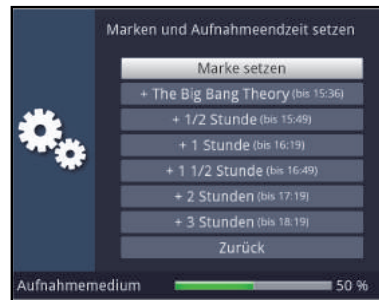 Marken und Aufnahmeendzeit setzen
Marke setzen
+ The Big Bang Theory (bis 15:36)
+ 1/2 Stunde (bis 15:49)
+ 1 Stunde (bis 16:19)
+ 1 1/2 Stunde (bis 16:49)
+ 2 Stunden (bis 17:19)
+ 3 Stunden (bis 18:19)
Zurück
Aufnahmemedium 50 %